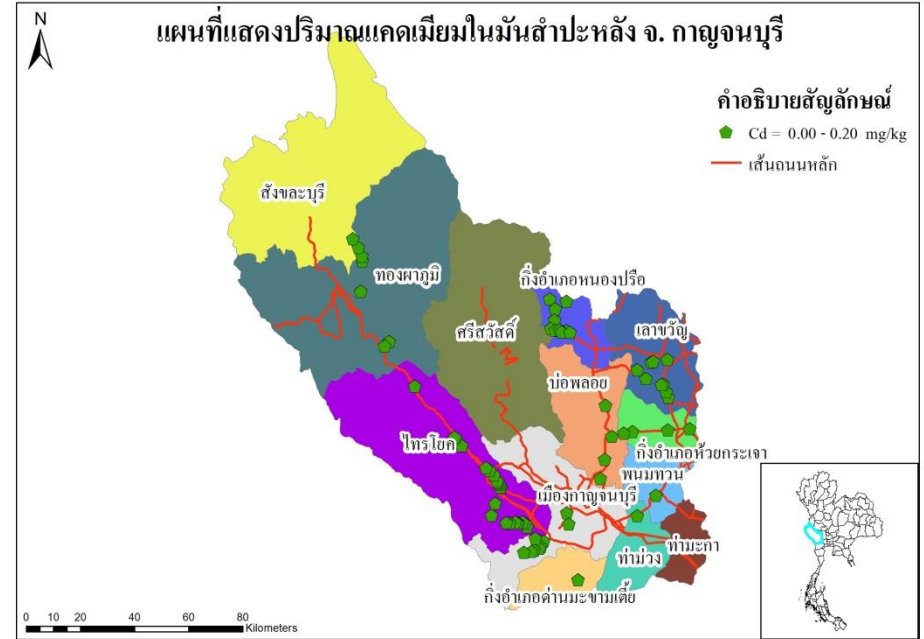 แผนที่แสดงปริมาณแคดเมียมในมันสำปะหลัง จ. กาญจนบุรี
N
คำอธิบายสัญลักษณ์
Cd = 0.00 - 0.20 mg/kg
เส้นถนนหลัก
สังขละบุรี
ทองผาภูมิ
กิ่งอำเภอหนองปรือ
ศรีสวัสดิ์
เลาขวัญ
บ่อพลอย
ไทรโยค
กิ่งอำเภอห้วยกระเจา
พนมทวน
เมืองกาญจนบุรี
ท่ามะกา
ท่าม่วง
กิ่งอำเภอด่านมะขามเตี้ย
0 10 20 40 60 80
Kilometers